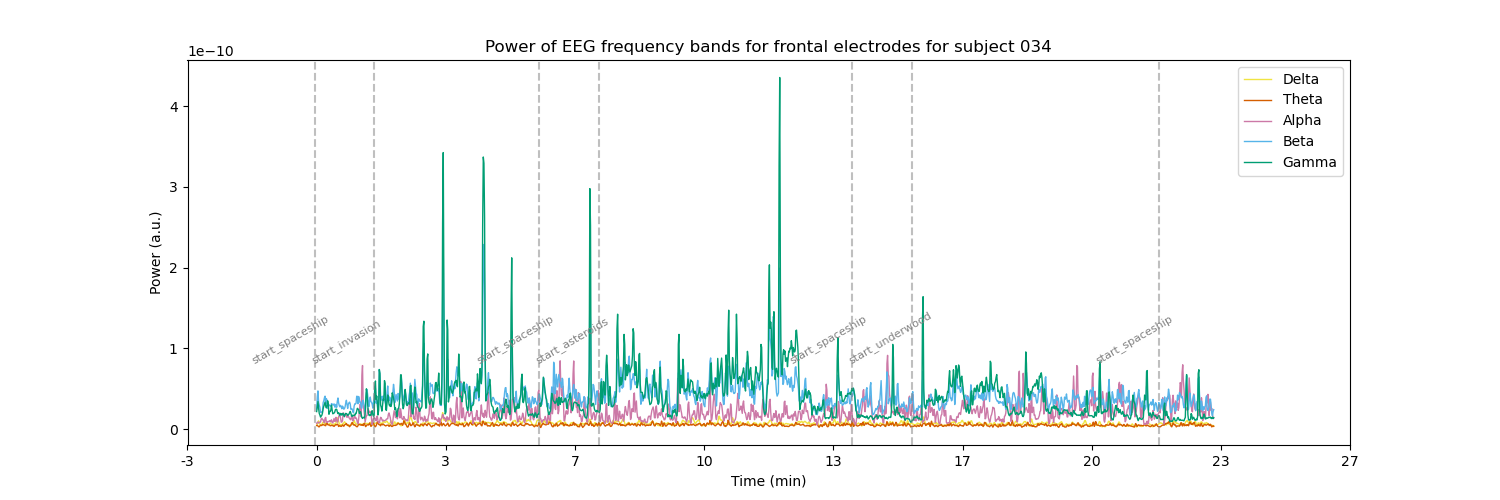 Power of EEG frequency bands for frontal electrodes for subject 034
1e−10
4
3
2
1
0
Power (a.u.)
start_spaceship
start_invasion
start_spaceship
start_asteroids
start_spaceship
start_underwood
start_spaceship
Delta
Theta
Alpha
Beta
Gamma
-3 0 3 7 10 13 17 20 23 27
Time (min)